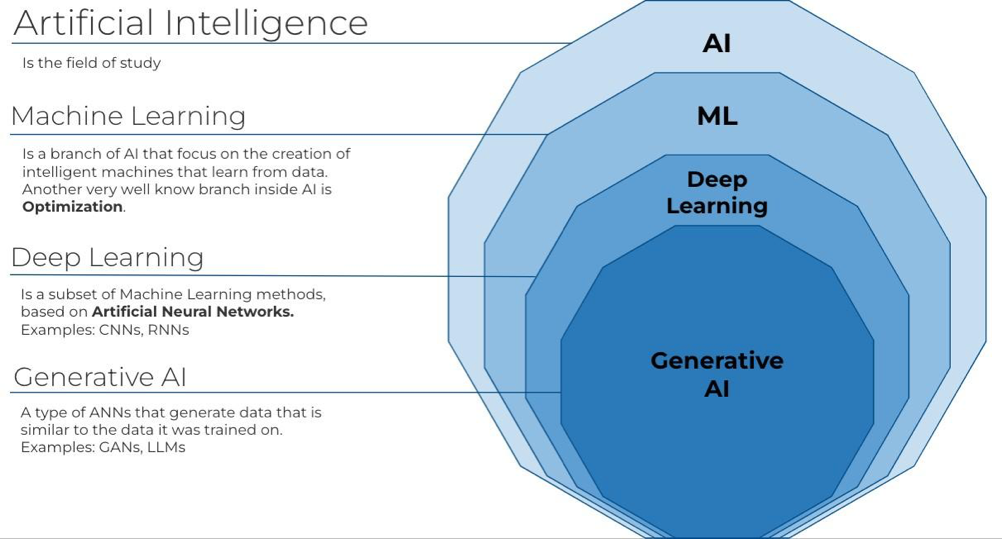 Artificial Intelligence
Is the field of study
Machine Learning
Is a branch of AI that focus on the creation of
intelligent machines that learn from data.
Another very well know branch inside AI is
Optimization.
Deep Learning
Is a subset of Machine Learning methods,
based on Artificial Neural Networks.
Examples: CNNs, RNNs
Generative AI
A type of ANNs that generate data that is
similar to the data it was trained on.
Examples: GANs, LLMs
AI
ML
Deep
Learning
Generative
AI